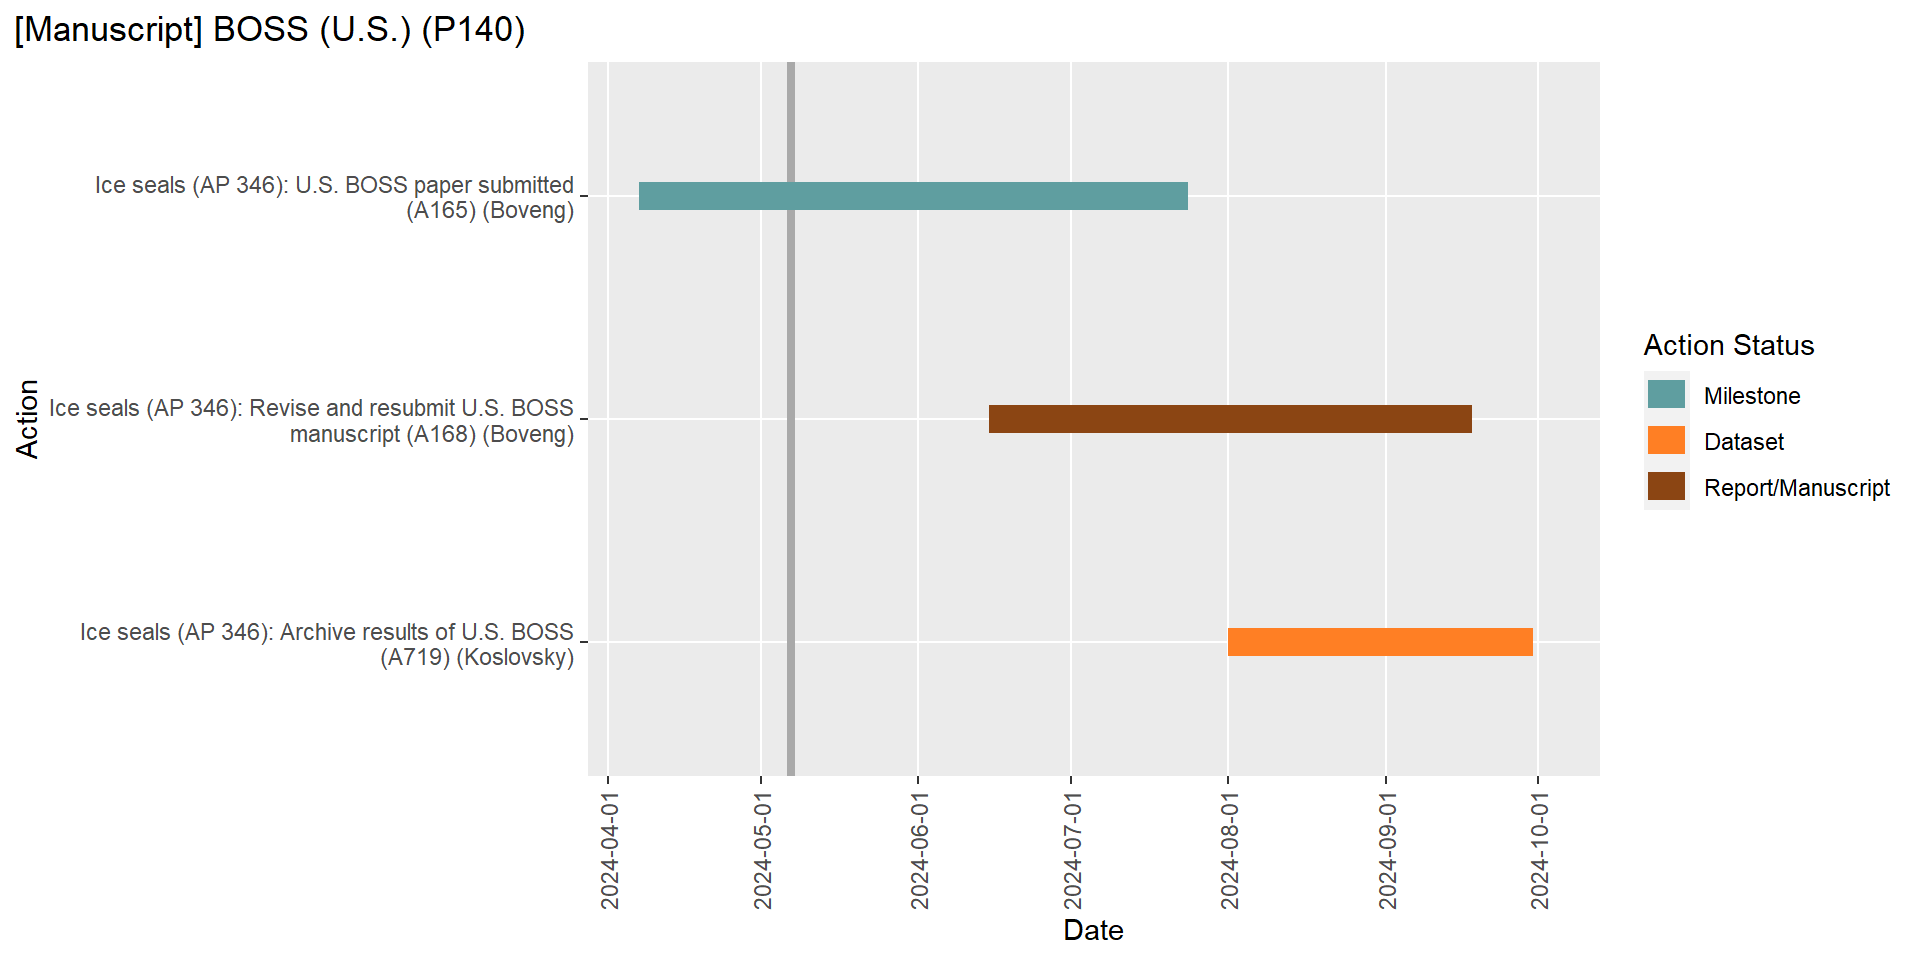 [Manuscript] BOSS (U.S.) (P140)
Ice seals (AP 346): U.S. BOSS paper submitted
(A165) (Boveng)
Ice seals (AP 346): Revise and resubmit U.S. BOSS
manuscript (A168) (Boveng)
Ice seals (AP 346): Archive results of U.S. BOSS
(A719) (Koslovsky)
Action
2024-04-01
2024-05-01
2024-06-01
2024-07-01
2024-08-01
2024-09-01
2024-10-01
Date
Action Status
Milestone
Dataset
Report/Manuscript